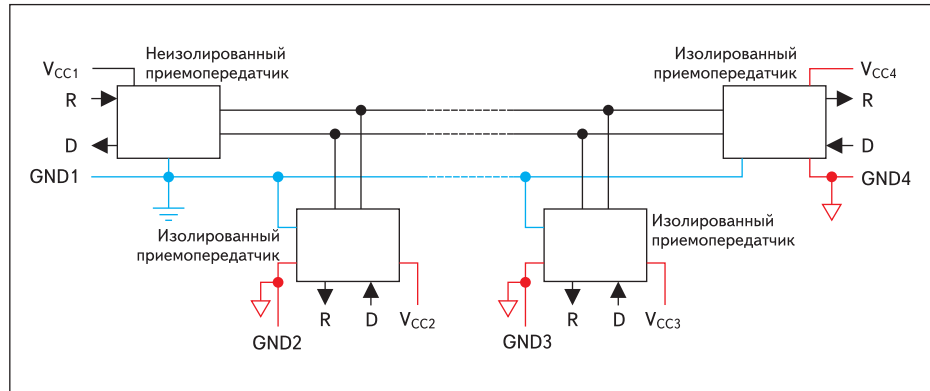 Неизолированный
приемопередатчик
Изолированный
приемопередатчик
VCC1
VCC4
R
R
D
D
GND1
GND4
Изолированный
приемопередатчик
Изолированный
приемопередатчик
R
D
VCC2
R
D
VCC3
GND2
GND3